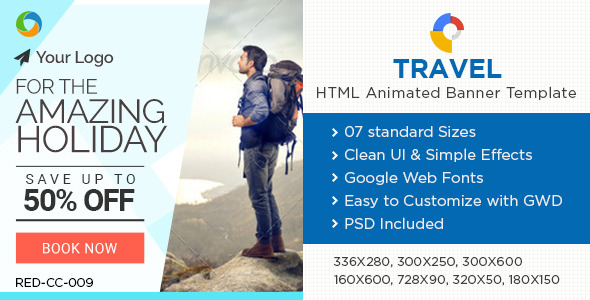 Your Logo
FOR THE
AMAZING
HOLIDAY
SAVE UP TO
50% OFF
BOOK NOW
RED-CC-009
TRAVEL
HTML Animated Banner Template
07 standard Sizes
Clean UI & Simple Effects
Google Web Fonts
Easy to Customize with GWD
PSD Included
336X280, 300X250, 300X600
160X600, 728X90, 320X50, 180X150